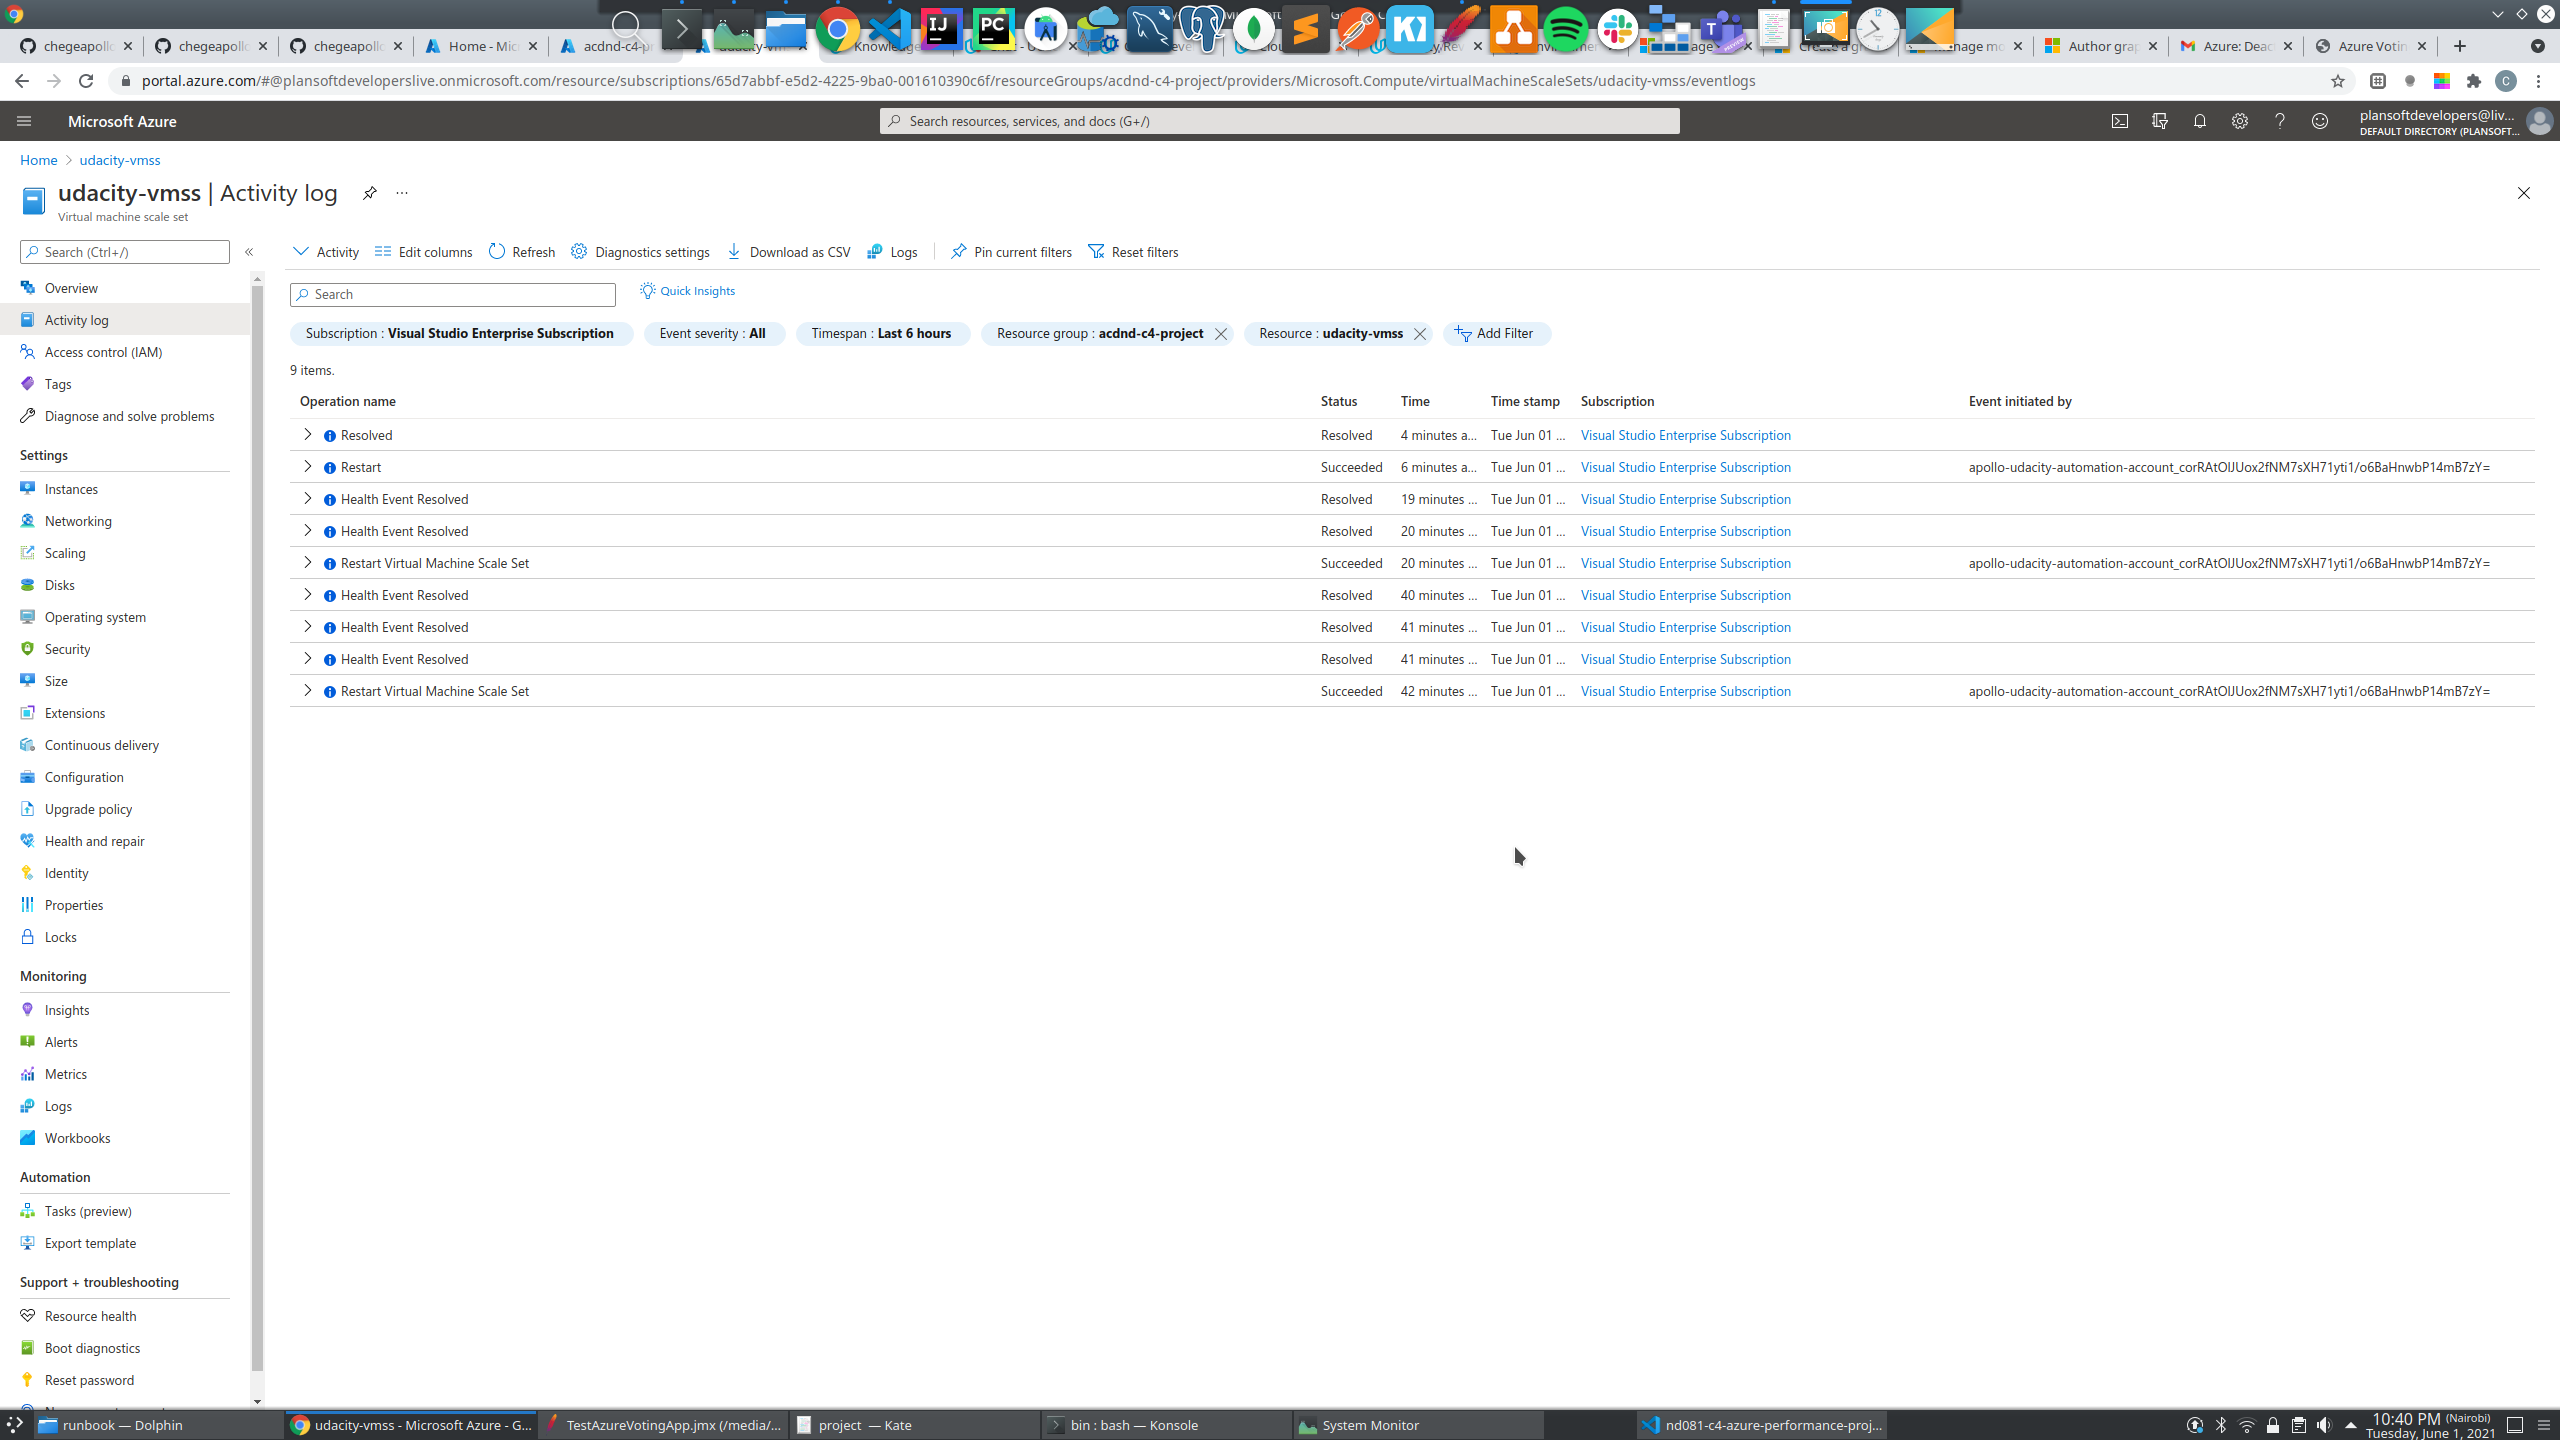 chegeapollo
chegeapollo
chegeapollo
Home - Mic
acdnd-c4-pr
udacity-vm
Knowledge
Create a g
nage mo
Author grap
Azure: Deac
Azure Votin
portal.azure.com/#@plansoftdeveloperslive.onmicrosoft.com/resource/subscriptions/65d7abbf-e5d2-4225-9ba0-001610390c6f/resourceGroups/acdnd-c4-project/providers/Microsoft.Compute/virtualMachineScaleSets/udacity-vmss/eventlogs
Microsoft Azure
Search resources, services, and docs (G+/)
plansoftdevelopers@liv...
DEFAULT DIRECTORY (PLANSOFT...
Home > udacity-vmss
udacity-vmss | Activity log
Virtual machine scale set
Search (Ctrl+/)
Activity
Edit columns
Refresh
Diagnostics settings
Download as CSV
Logs
Pin current filters
Reset filters
Search
Quick Insights
Subscription : Visual Studio Enterprise Subscription
Event severity : All
Timespan : Last 6 hours
Resource group : acdnd-c4-project
Resource : udacity-vmss
Add Filter
9 items.
Operation name Status Time Time stamp Subscription Event initiated by
Resolved Resolved 4 minutes a... Tue Jun 01 ... Visual Studio Enterprise Subscription
Restart Succeeded 6 minutes a... Tue Jun 01 ... Visual Studio Enterprise Subscription apollo-udacity-automation-account_corRAtOlJUox2fNM7sXH71yti1/o6BaHnwbP14mB7zY=
Health Event Resolved Resolved 19 minutes ... Tue Jun 01 ... Visual Studio Enterprise Subscription
Health Event Resolved Resolved 20 minutes ... Tue Jun 01 ... Visual Studio Enterprise Subscription
Restart Virtual Machine Scale Set Succeeded 20 minutes ... Tue Jun 01 ... Visual Studio Enterprise Subscription apollo-udacity-automation-account_corRAtOlJUox2fNM7sXH71yti1/o6BaHnwbP14mB7zY=
Health Event Resolved Resolved 40 minutes ... Tue Jun 01 ... Visual Studio Enterprise Subscription
Health Event Resolved Resolved 41 minutes ... Tue Jun 01 ... Visual Studio Enterprise Subscription
Health Event Resolved Resolved 41 minutes ... Tue Jun 01 ... Visual Studio Enterprise Subscription
Restart Virtual Machine Scale Set Succeeded 42 minutes ... Tue Jun 01 ... Visual Studio Enterprise Subscription apollo-udacity-automation-account_corRAtOlJUox2fNM7sXH71yti1/o6BaHnwbP14mB7zY=
Overview
Activity log
Access control (IAM)
Tags
Diagnose and solve problems
Settings
Instances
Networking
Scaling
Disks
Operating system
Security
Size
Extensions
Continuous delivery
Configuration
Upgrade policy
Health and repair
Identity
Properties
Locks
Monitoring
Insights
Alerts
Metrics
Logs
Workbooks
Automation
Tasks (preview)
Export template
Support + troubleshooting
Resource health
Boot diagnostics
Reset password
runbook — Dolphin
udacity-vmss - Microsoft Azure - G...
TestAzureVotingApp.jmx (/media/...
project — Kate
bin : bash — Konsole
System Monitor
nd081-c4-azure-performance-proj...
10:40 PM (Nairobi)
Tuesday, June 1, 2021